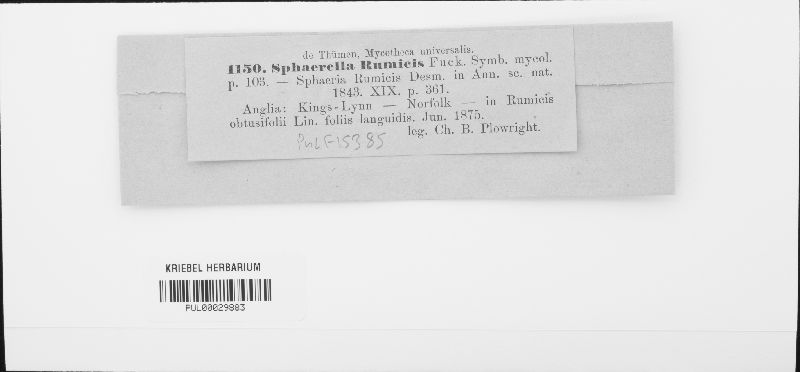 de Thümen, Mycotheca universalis.
1150. Sphaerella Rumicis Fuck. Symb. mycol.
p. 103. — Sphaeria Rumicis Desm. in Ann. sc. nat.
1843. XIX. p. 361.
Anglia: Kings-Lynn — Norfolk — in Rumicis
obtusifolii Lin. foliis languidis. Jun. 1875.
leg. Ch. B. Plowright.
PUL F15385
KRIEBEL HERBARIUM
PUL00029883